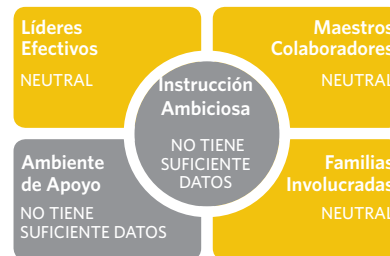 Líderes
Efectivos
NEUTRAL
Maestros
Colaboradores
NEUTRAL
Instrucción
Ambiciosa
NO TIENE
SUFICIENTE
DATOS
Ambiente
de Apoyo
NO TIENE
SUFICIENTE DATOS
Familias
Involucradas
NEUTRAL